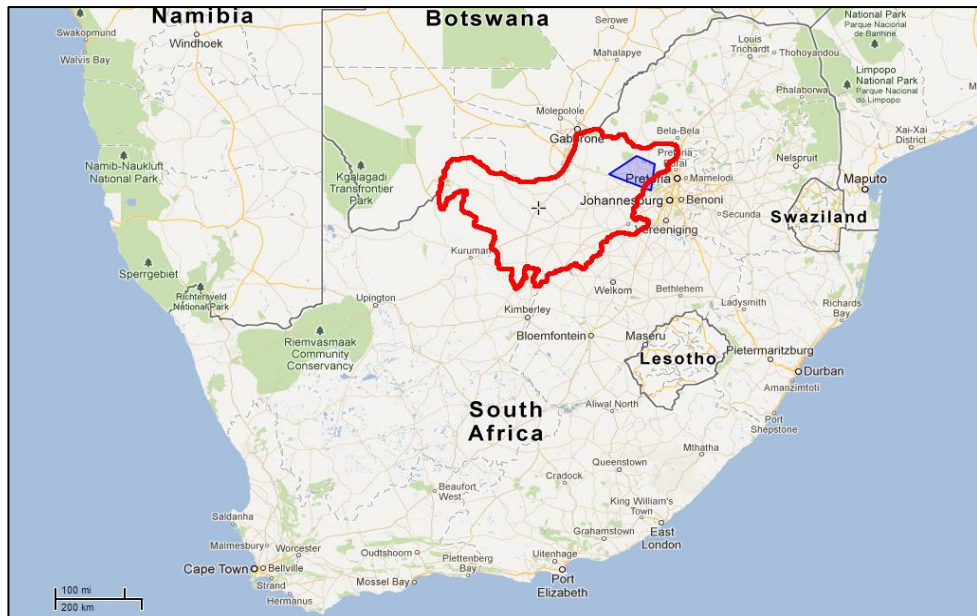 Namibia
Botswana
Swakopmund
Walvis Bay
Windhoek
Serowe
Mahalapye
National Park
Parque Nacional
de Banhine
Louis
Trichardt
Thohoyandou
Limpopo
National Park
Parque Nacional
do Limpopo
Phalaborwa
Molepolole
Gaborone
Bela-Bela
Xai-Xai
District
Namib-Naukluft
National Park
Kgalagadi
Transfrontier
Park
Pretoria
Rural
Nelspruit
Pretoria
Mamelodi
Maputo
Johannesburg
Benoni
Secunda
Swaziland
Vereeniging
Kuruman
Sperrgebiet
Richtersveld
National Park
Upington
Welkom
Bethlehem
Ladysmith
Richards
Bay
Kimberley
Riemvasmaak
Community
Conservancy
Bloemfontein
Maseru
Lesotho
Pietermaritzburg
Durban
Amanzimtoti
South
Africa
Aliwal North
Port
Shepstone
Mthatha
Queenstown
Beaufort
West
Cradock
King William's
Town
Saldanha
Grahamstown
East
London
Malmesbury
Worcester
Oudtshoorn
Plettenberg
Bay
Uitenhage
Cape Town
Bellville
Strand
Hermanus
Mossel Bay
Port
Elizabeth
100 mi
200 km